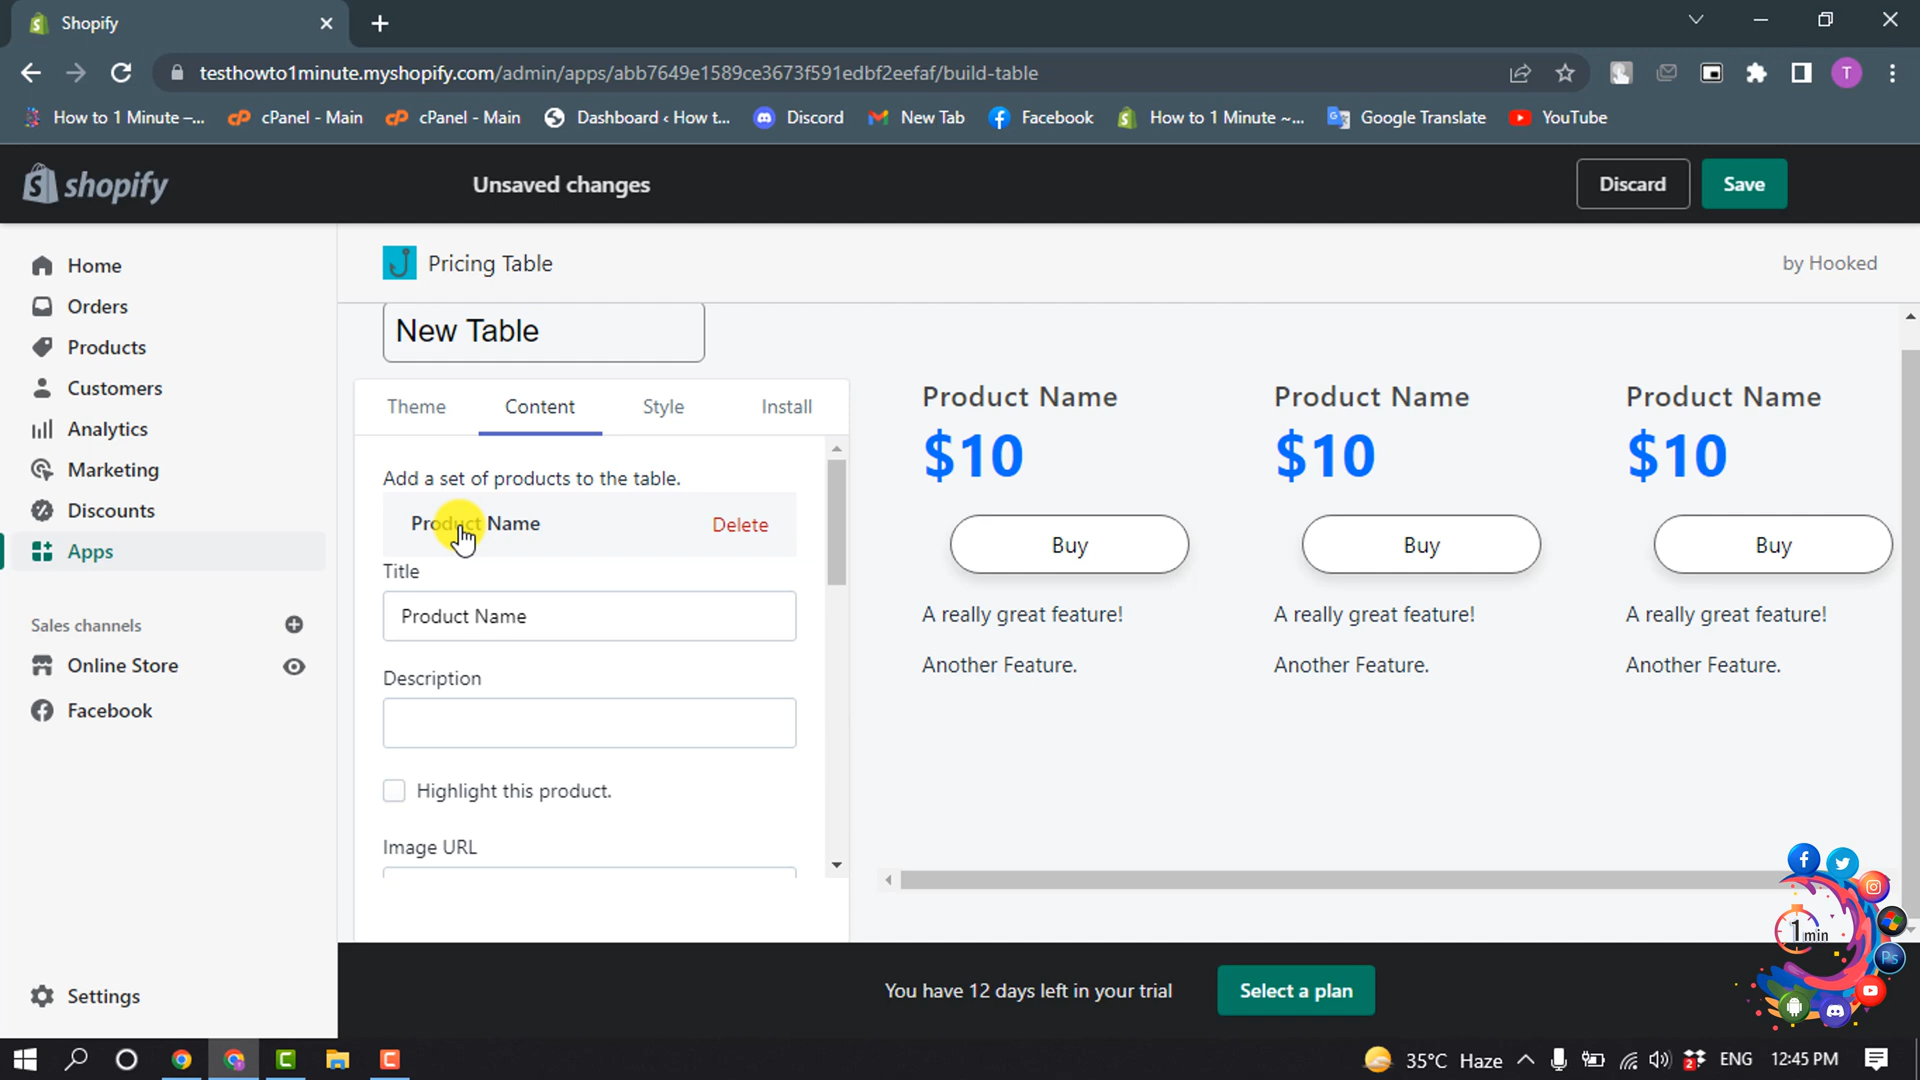 Shopify
testhowto1minute.myshopify.com/admin/apps/abb7649e1589ce3673f591edbf2eefaf/build-table
T
How to 1 Minute –... cPanel - Main cPanel - Main Dashboard ‹ How t... Discord New Tab Facebook How to 1 Minute ~... Google Translate YouTube
shopify Unsaved changes Discard Save
Home
Orders
Products
Customers
Analytics
Marketing
Discounts
Apps
Sales channels
Online Store
Facebook
Settings
Pricing Table by Hooked
New Table
Theme Content Style Install
Add a set of products to the table.
Product Name Delete
Title
Product Name
Description
Highlight this product.
Image URL
Product Name Product Name Product Name
$10 $10 $10
Buy Buy Buy
A really great feature! A really great feature! A really great feature!
Another Feature. Another Feature. Another Feature.
1 min
Ps
You have 12 days left in your trial Select a plan
35°C Haze 2 ENG 12:45 PM